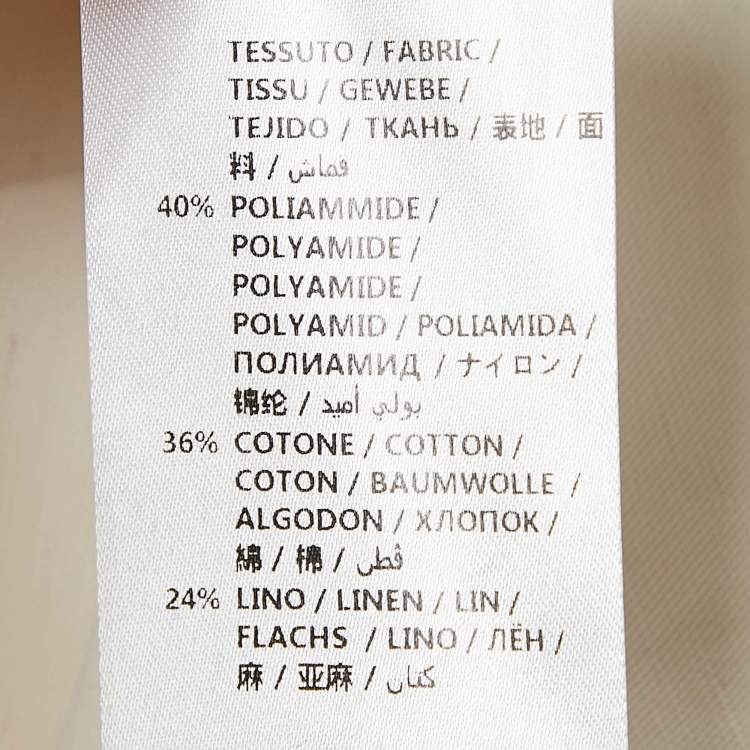 TESSUTO / FABRIC /
TISSU / GEWEBE /
TEJIDO / ТКАНЬ / 表地 / 面
料 / قماش
40% POLIAMMIDE /
POLYAMIDE /
POLYAMIDE /
POLYAMID / POLIAMIDA /
ПОЛИАМИД / ナイロン /
锦纶 / بولي أميد
36% COTONE / COTTON /
COTON / BAUMWOLLE /
ALGODON / ХЛОПОК /
綿 / 棉 / قطن
24% LINO / LINEN / LIN /
FLACHS / LINO / ЛЁН /
麻 / 亚麻 / كتان